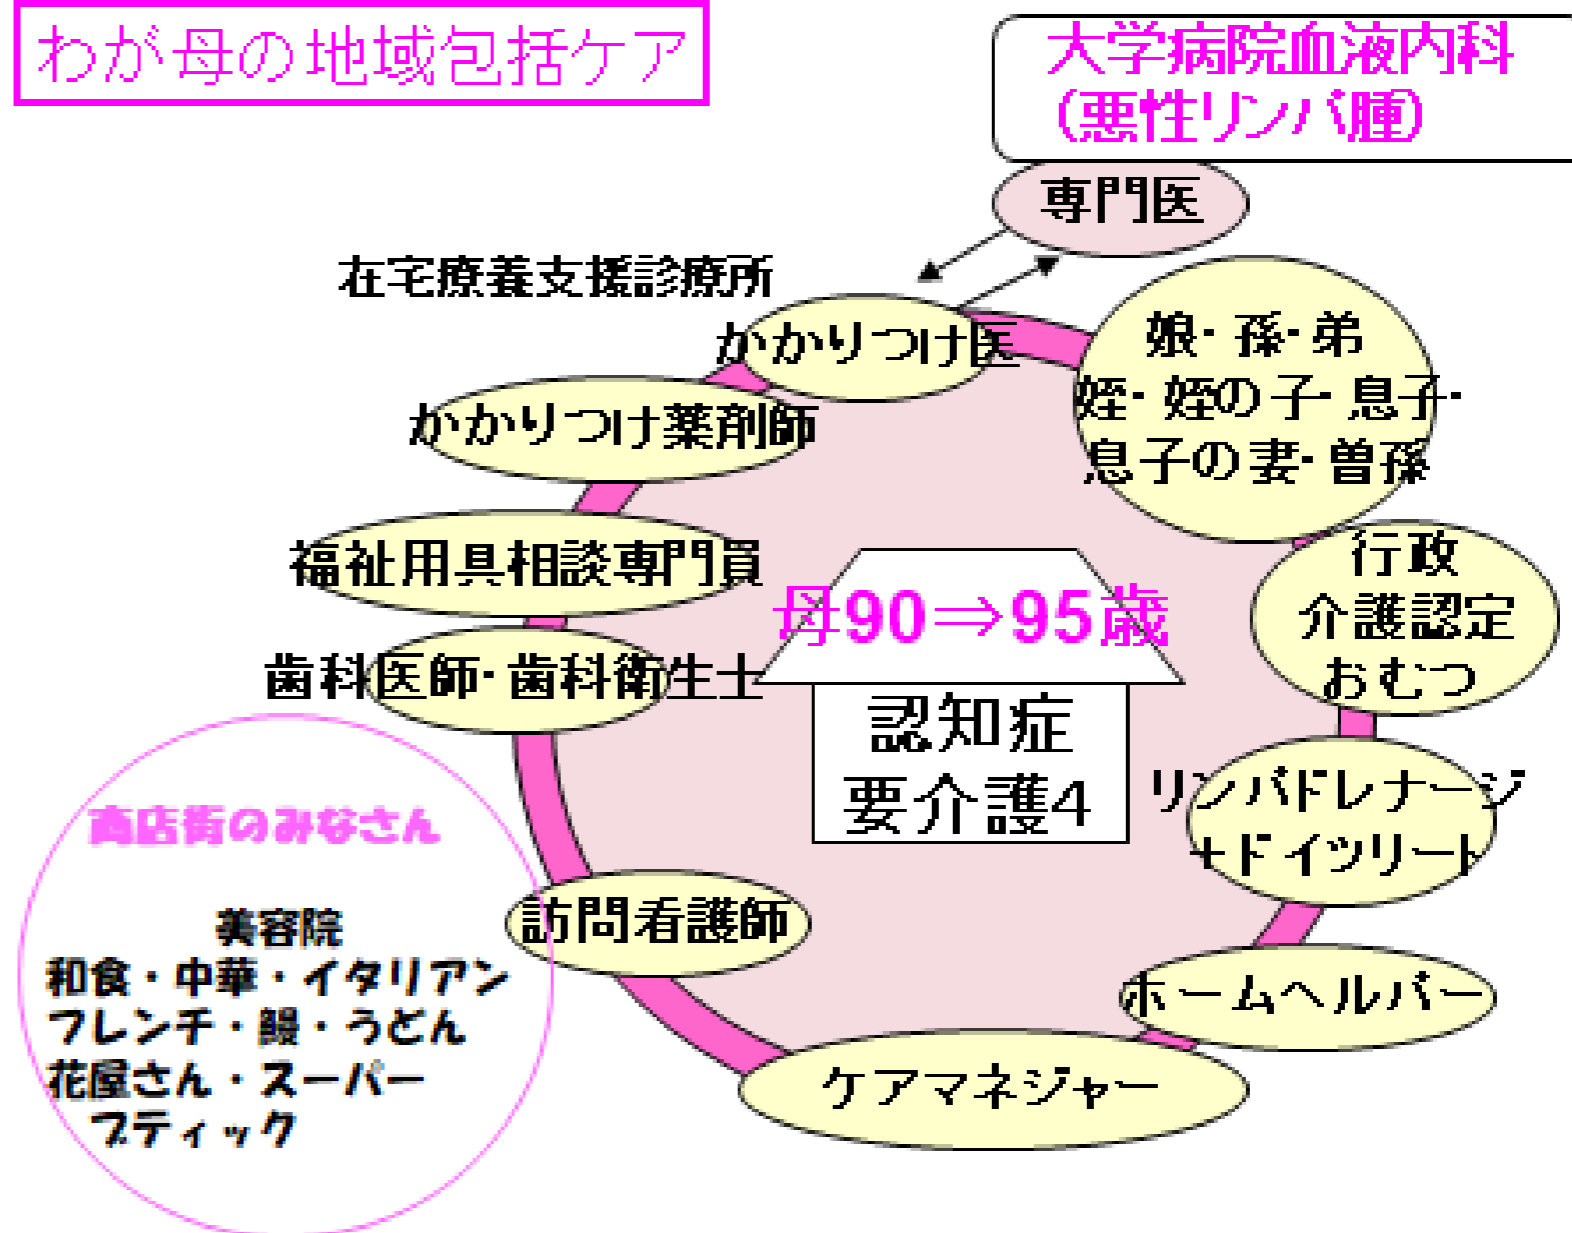 わが母の地域包括ケア
大学病院血液内科
(悪性リンパ腫)
専門医
在宅療養支援診療所
かかりつけ医
娘・孫・弟
姪・姪の子・息子・
息子の妻・曽孫
かかりつけ薬剤師
福祉用具相談専門員
行政
介護認定
おむつ
母90⇒95歳
歯科医師・歯科衛生士
認知症
要介護4
リンパドレナージ
+ドイツリート
商店街のみなさん
美容院
和食・中華・イタリアン
フレンチ・鰻・うどん
花屋さん・スーパー
ブティック
訪問看護師
ホームヘルパー
ケアマネジャー